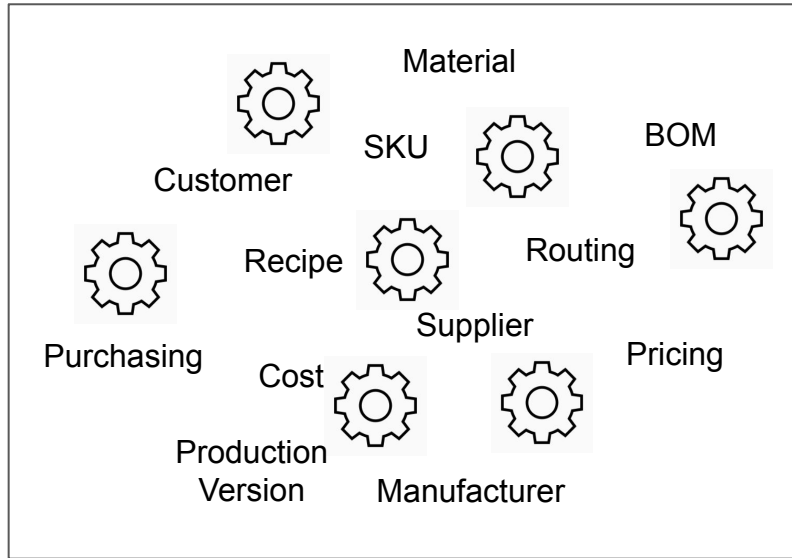 Material
SKU
BOM
Customer
Recipe
Routing
Supplier
Purchasing
Pricing
Cost
Production
Version
Manufacturer